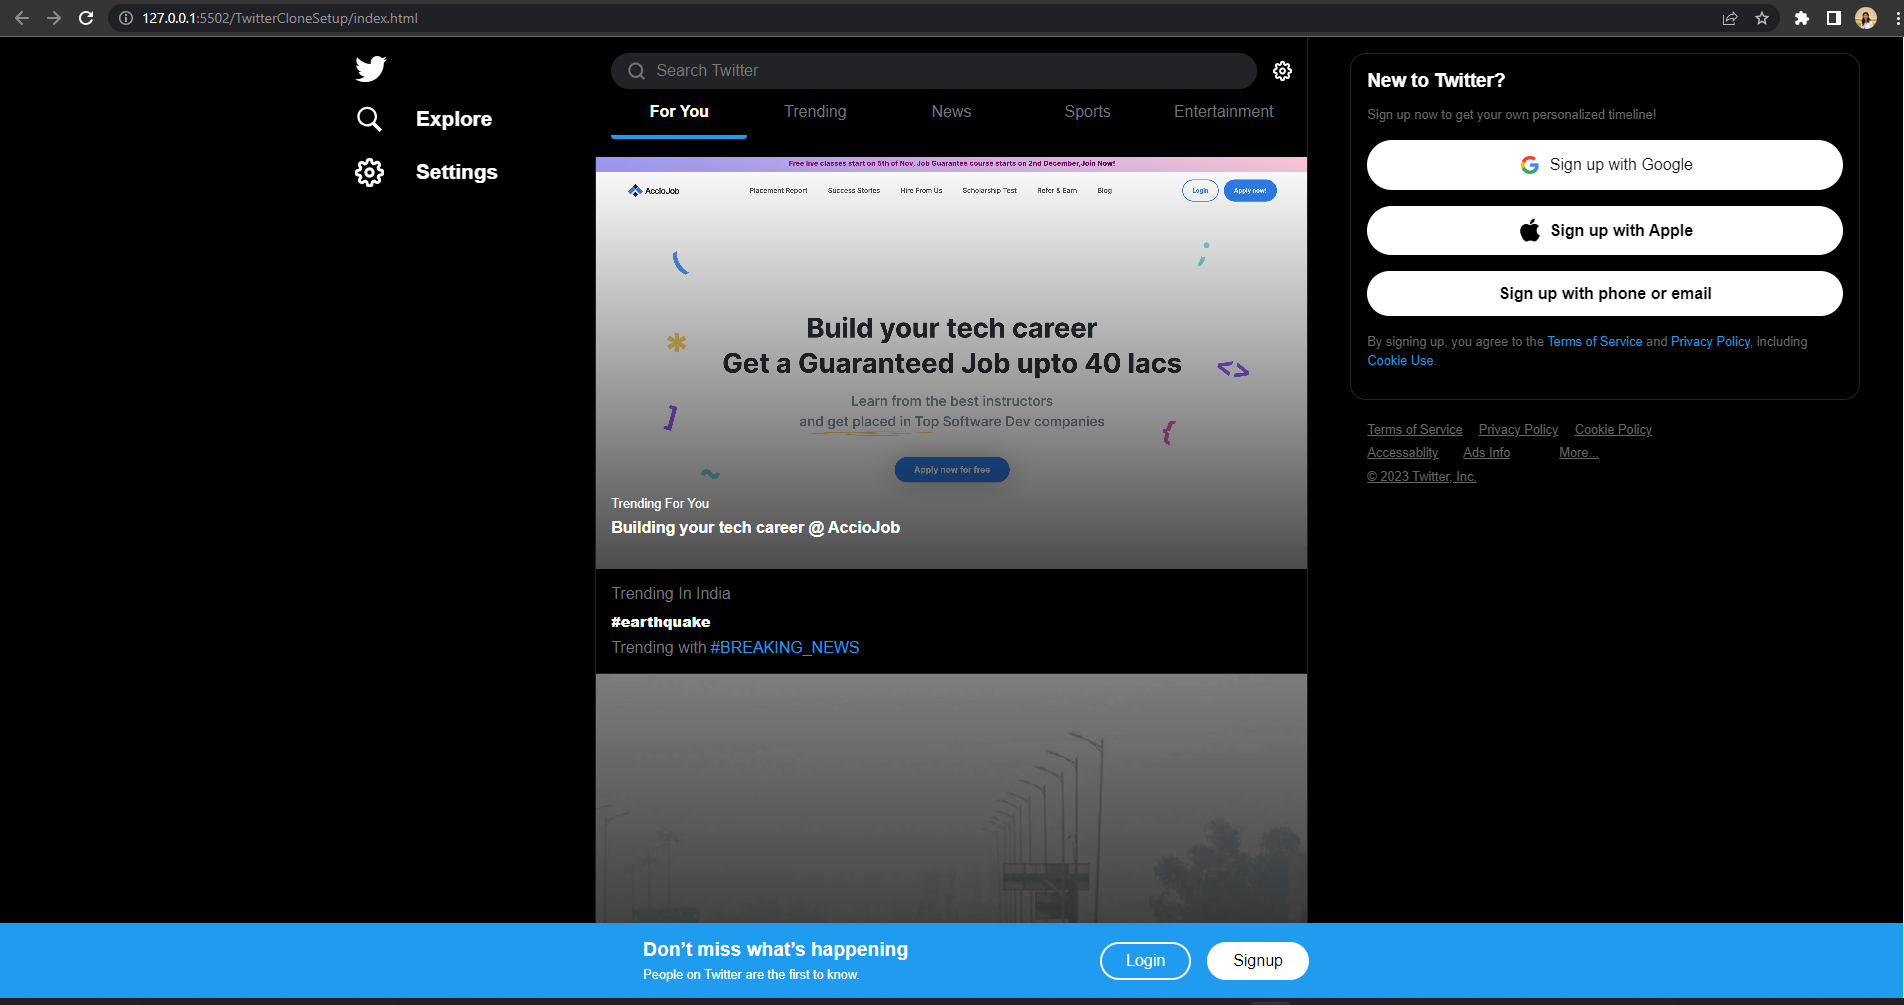 127.0.0.1:5502/TwitterCloneSetup/index.html
Explore
Settings
Search Twitter
For You Trending News Sports Entertainment
Free live classes start on 5th of Nov, Job Guarantee course starts on 2nd December,Join Now!
AccioJob Placement Report Success Stories Hire From Us Scholarship Test Refer & Earn Blog Login Apply now!
Build your tech career
Get a Guaranteed Job upto 40 lacs
Learn from the best instructors
and get placed in Top Software Dev companies
Apply now for free
Trending For You
Building your tech career @ AccioJob
Trending In India
#earthquake
Trending with #BREAKING_NEWS
New to Twitter?
Sign up now to get your own personalized timeline!
Sign up with Google
Sign up with Apple
Sign up with phone or email
By signing up, you agree to the Terms of Service and Privacy Policy, including
Cookie Use.
Terms of Service Privacy Policy Cookie Policy
Accessablity Ads Info More...
© 2023 Twitter, Inc.
Don’t miss what’s happening
People on Twitter are the first to know.
Login Signup